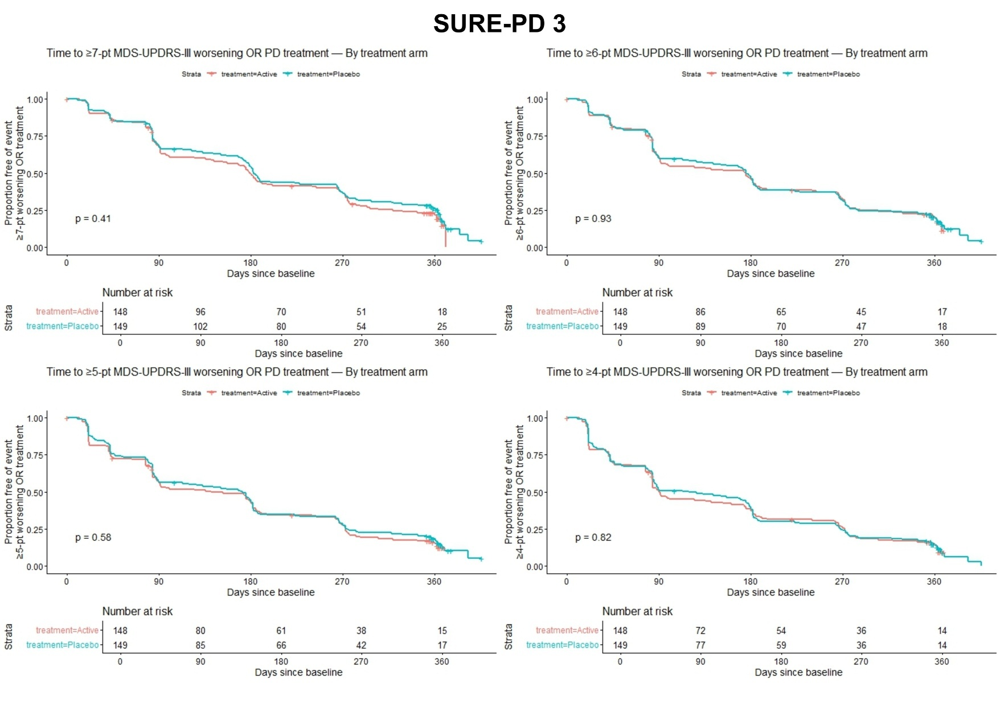 SURE-PD 3
Time to ≥7-pt MDS-UPDRS-III worsening OR PD treatment — By treatment arm
Strata treatment=Active treatment=Placebo
Proportion free of event
≥7-pt worsening OR treatment
1.00
0.75
0.50
0.25
0.00
p = 0.41
0 90 180 270 360
Days since baseline
Number at risk
Strata
treatment=Active 148 96 70 51 18
treatment=Placebo 149 102 80 54 25
0 90 180 270 360
Days since baseline
Time to ≥6-pt MDS-UPDRS-III worsening OR PD treatment — By treatment arm
Strata treatment=Active treatment=Placebo
Proportion free of event
≥6-pt worsening OR treatment
1.00
0.75
0.50
0.25
0.00
p = 0.93
0 90 180 270 360
Days since baseline
Number at risk
Strata
treatment=Active 148 86 65 45 17
treatment=Placebo 149 89 70 47 18
0 90 180 270 360
Days since baseline
Time to ≥5-pt MDS-UPDRS-III worsening OR PD treatment — By treatment arm
Strata treatment=Active treatment=Placebo
Proportion free of event
≥5-pt worsening OR treatment
1.00
0.75
0.50
0.25
0.00
p = 0.58
0 90 180 270 360
Days since baseline
Number at risk
Strata
treatment=Active 148 80 61 38 15
treatment=Placebo 149 85 66 42 17
0 90 180 270 360
Days since baseline
Time to ≥4-pt MDS-UPDRS-III worsening OR PD treatment — By treatment arm
Strata treatment=Active treatment=Placebo
Proportion free of event
≥4-pt worsening OR treatment
1.00
0.75
0.50
0.25
0.00
p = 0.82
0 90 180 270 360
Days since baseline
Number at risk
Strata
treatment=Active 148 72 54 36 14
treatment=Placebo 149 77 59 36 14
0 90 180 270 360
Days since baseline